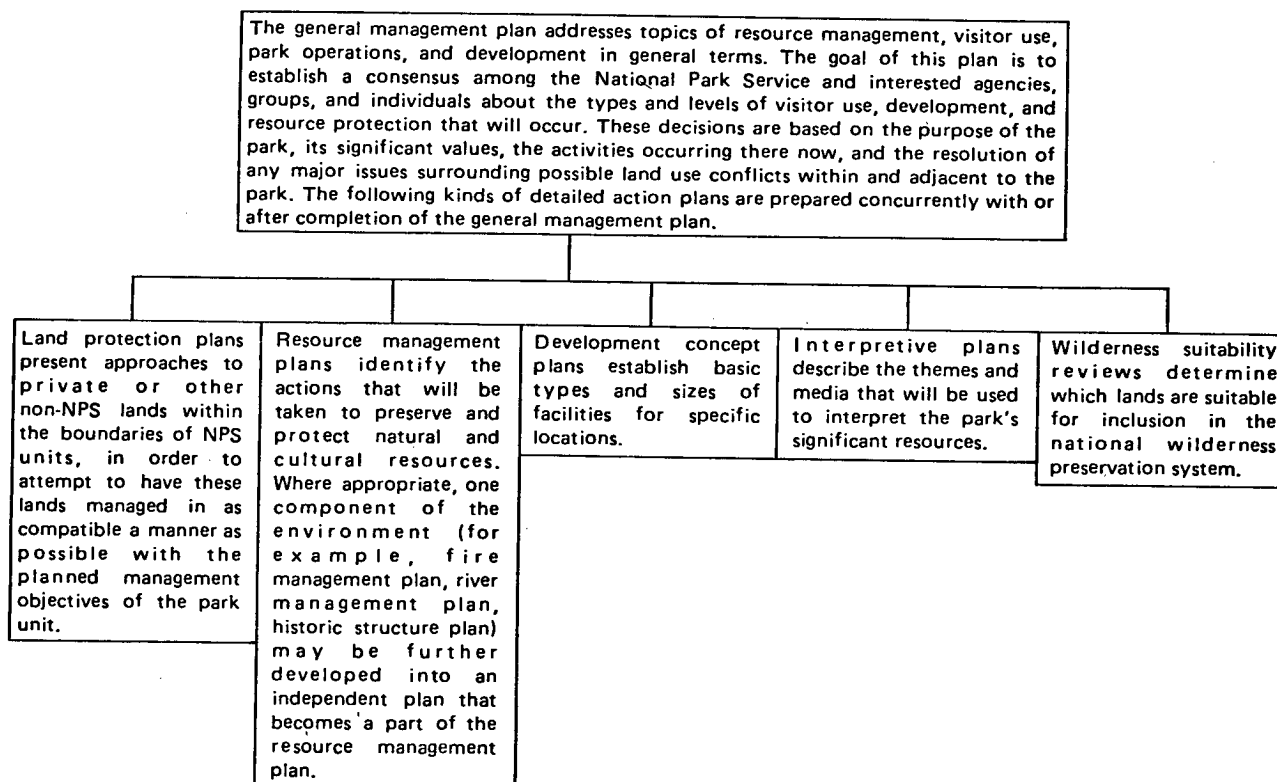 The general management plan addresses topics of resource management, visitor use,
park operations, and development in general terms. The goal of this plan is to
establish a consensus among the National Park Service and interested agencies,
groups, and individuals about the types and levels of visitor use, development, and
resource protection that will occur. These decisions are based on the purpose of the
park, its significant values, the activities occurring there now, and the resolution of
any major issues surrounding possible land use conflicts within and adjacent to the
park. The following kinds of detailed action plans are prepared concurrently with or
after completion of the general management plan.
Land protection plans
present approaches to
private or other
non-NPS lands within
the boundaries of NPS
units, in order to
attempt to have these
lands managed in as
compatible a manner as
possible with the
planned management
objectives of the park
unit.
Resource management
plans identify the
actions that will be
taken to preserve and
protect natural and
cultural resources.
Where appropriate, one
component of the
environment (for
example, fire
management plan, river
management plan,
historic structure plan)
may be further
developed into an
independent plan that
becomes a part of the
resource management
plan.
Development concept
plans establish basic
types and sizes of
facilities for specific
locations.
Interpretive plans
describe the themes and
media that will be used
to interpret the park's
significant resources.
Wilderness suitability
reviews determine
which lands are suitable
for inclusion in the
national wilderness
preservation system.